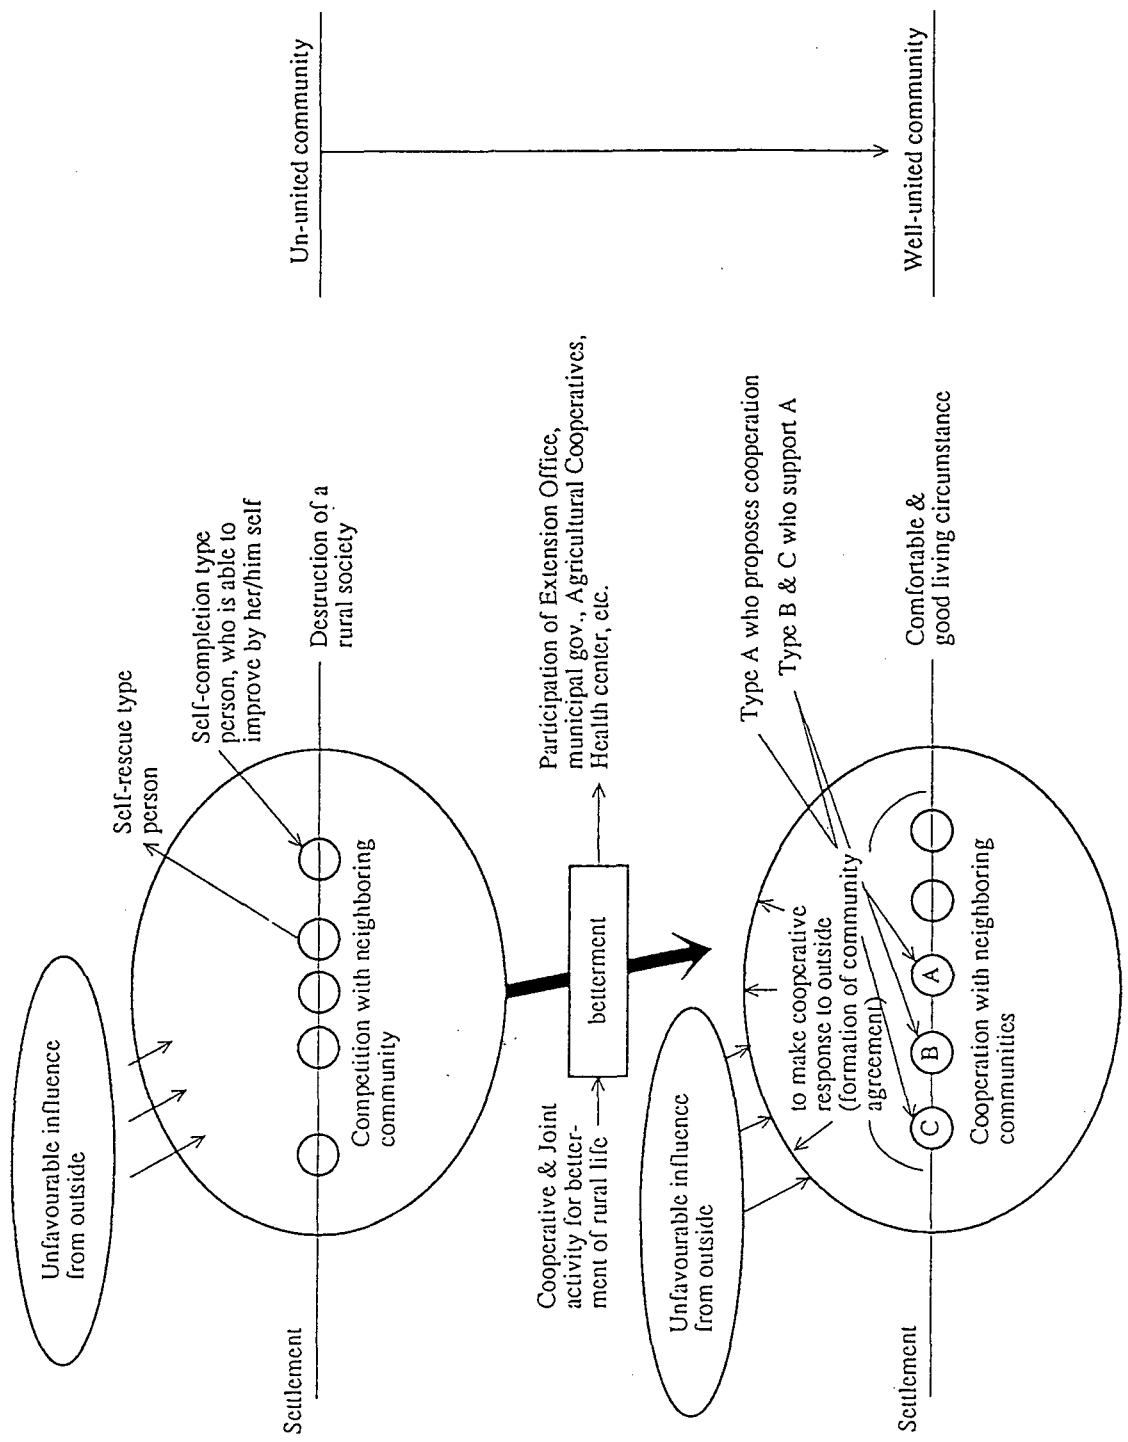 Unfavourable influence
from outside
Self-rescue type
person
Self-completion type
person, who is able to
improve by her/him self
Settlement
Destruction of a
rural society
Un-united community
Competition with neighboring
community
Cooperative & Joint
activity for better-
ment of rural life
betterment
Participation of Extension Office,
municipal gov., Agricultural Cooperatives,
Health center, etc.
Unfavourable influence
from outside
Type A who proposes cooperation
Type B & C who support A
to make cooperative
response to outside
(formation of community
agreement)
Settlement
C
B
A
Comfortable &
good living circumstance
Well-united community
Cooperation with neighboring
communities